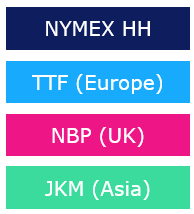 NYMEX HH
TTF (Europe)
NBP (UK)
JKM (Asia)